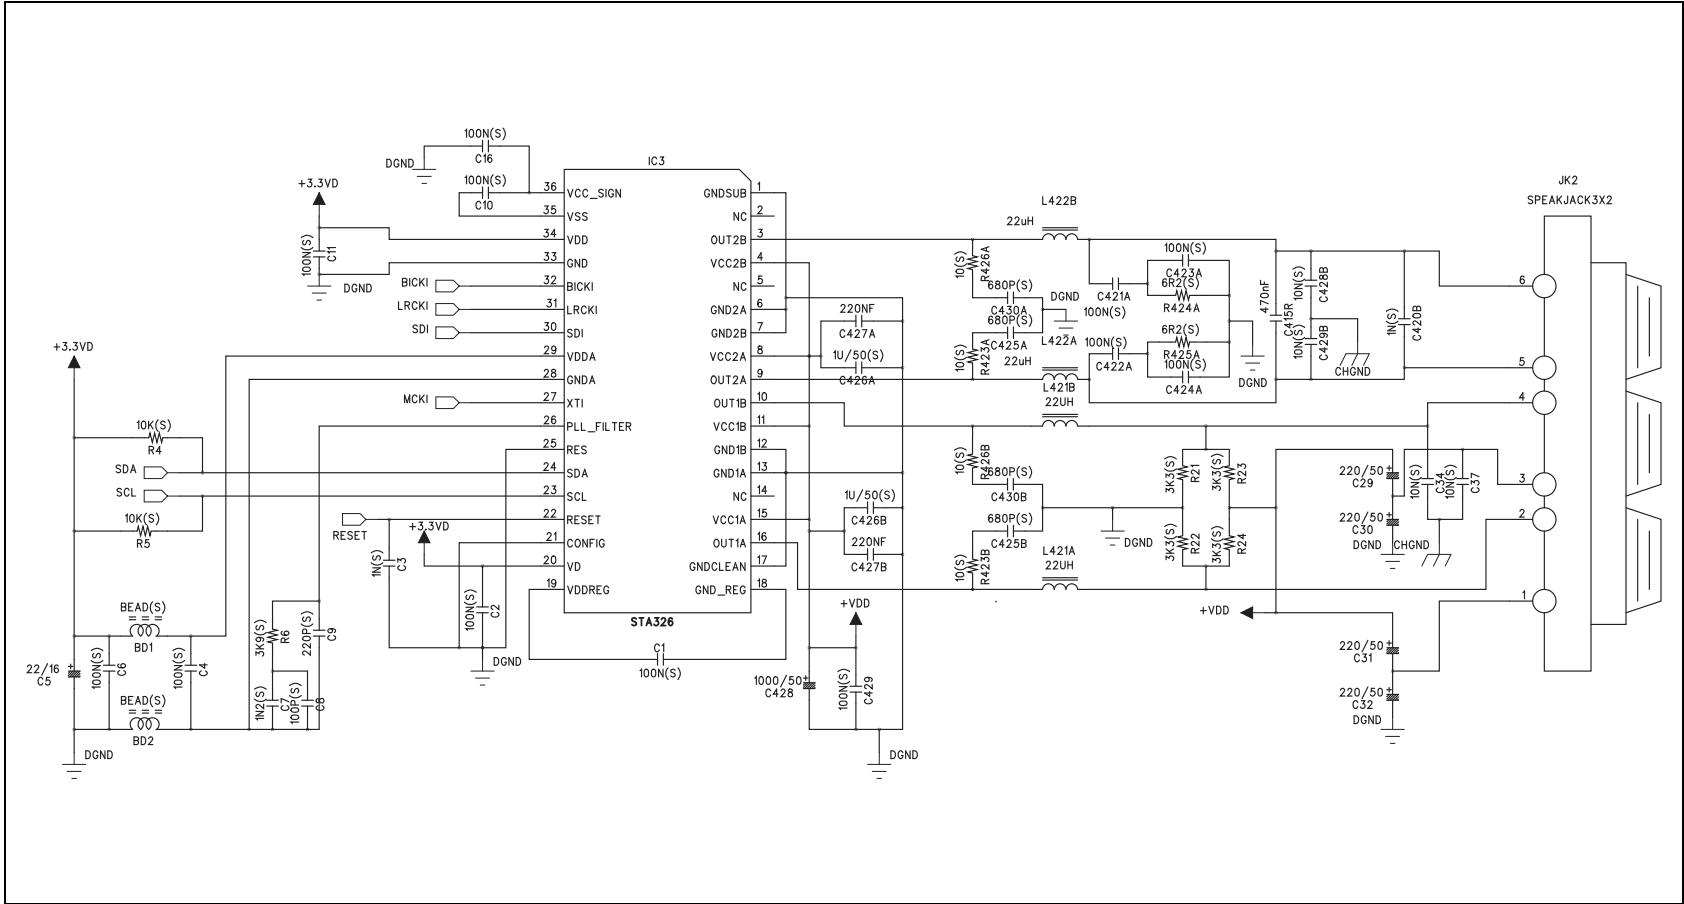 100N(S)
C16
DGND
100N(S)
C10
+3.3VD
100N(S)
C11
DGND
BICKI
LRCKI
SDI
MCKI
+3.3VD
10K(S)
R4
SDA
SCL
10K(S)
R5
RESET
+3.3VD
1N(S)
C3
100N(S)
C2
DGND
BEAD(S)
BD1
22/16
C5
100N(S)
C6
100N(S)
C4
BEAD(S)
BD2
DGND
3K9(S)
R6
220P(S)
C9
1N2(S)
C7
100P(S)
C8
IC3
36 VCC_SIGN
35 VSS
34 VDD
33 GND
32 BICKI
31 LRCKI
30 SDI
29 VDDA
28 GNDA
27 XTI
26 PLL_FILTER
25 RES
24 SDA
23 SCL
22 RESET
21 CONFIG
20 VD
19 VDDREG
GNDSUB 1
NC 2
OUT2B 3
VCC2B 4
NC 5
GND2A 6
GND2B 7
VCC2A 8
OUT2A 9
OUT1B 10
VCC1B 11
GND1B 12
GND1A 13
NC 14
VCC1A 15
OUT1A 16
GNDCLEAN 17
GND_REG 18
STA326
C1
100N(S)
220NF
C427A
1U/50(S)
C426A
1U/50(S)
C426B
220NF
C427B
+VDD
1000/50
+
C428
100N(S)
C429
DGND
L422B
22uH
10(S)
R426A
680P(S)
C430A
DGND
680P(S)
C425A
L422A
22uH
10(S)
R423A
C421A
100N(S)
100N(S)
C423A
6R2(S)
R424A
6R2(S)
R425A
100N(S)
C422A
100N(S)
C424A
DGND
470nF
C415R
10N(S)
C428B
10N(S)
C429B
CHGND
1N(S)
C420B
L421B
22UH
10(S)
R426B
680P(S)
C430B
680P(S)
C425B
10(S)
R423B
DGND
L421A
22UH
3K3(S)
R21
3K3(S)
R23
3K3(S)
R22
3K3(S)
R24
220/50
+
C29
220/50
+
C30
DGND
CHGND
10N(S)
C34
10N(S)
C37
+VDD
220/50
+
C31
220/50
+
C32
DGND
JK2
SPEAKJACK3X2
6
5
4
3
2
1
22/16
+